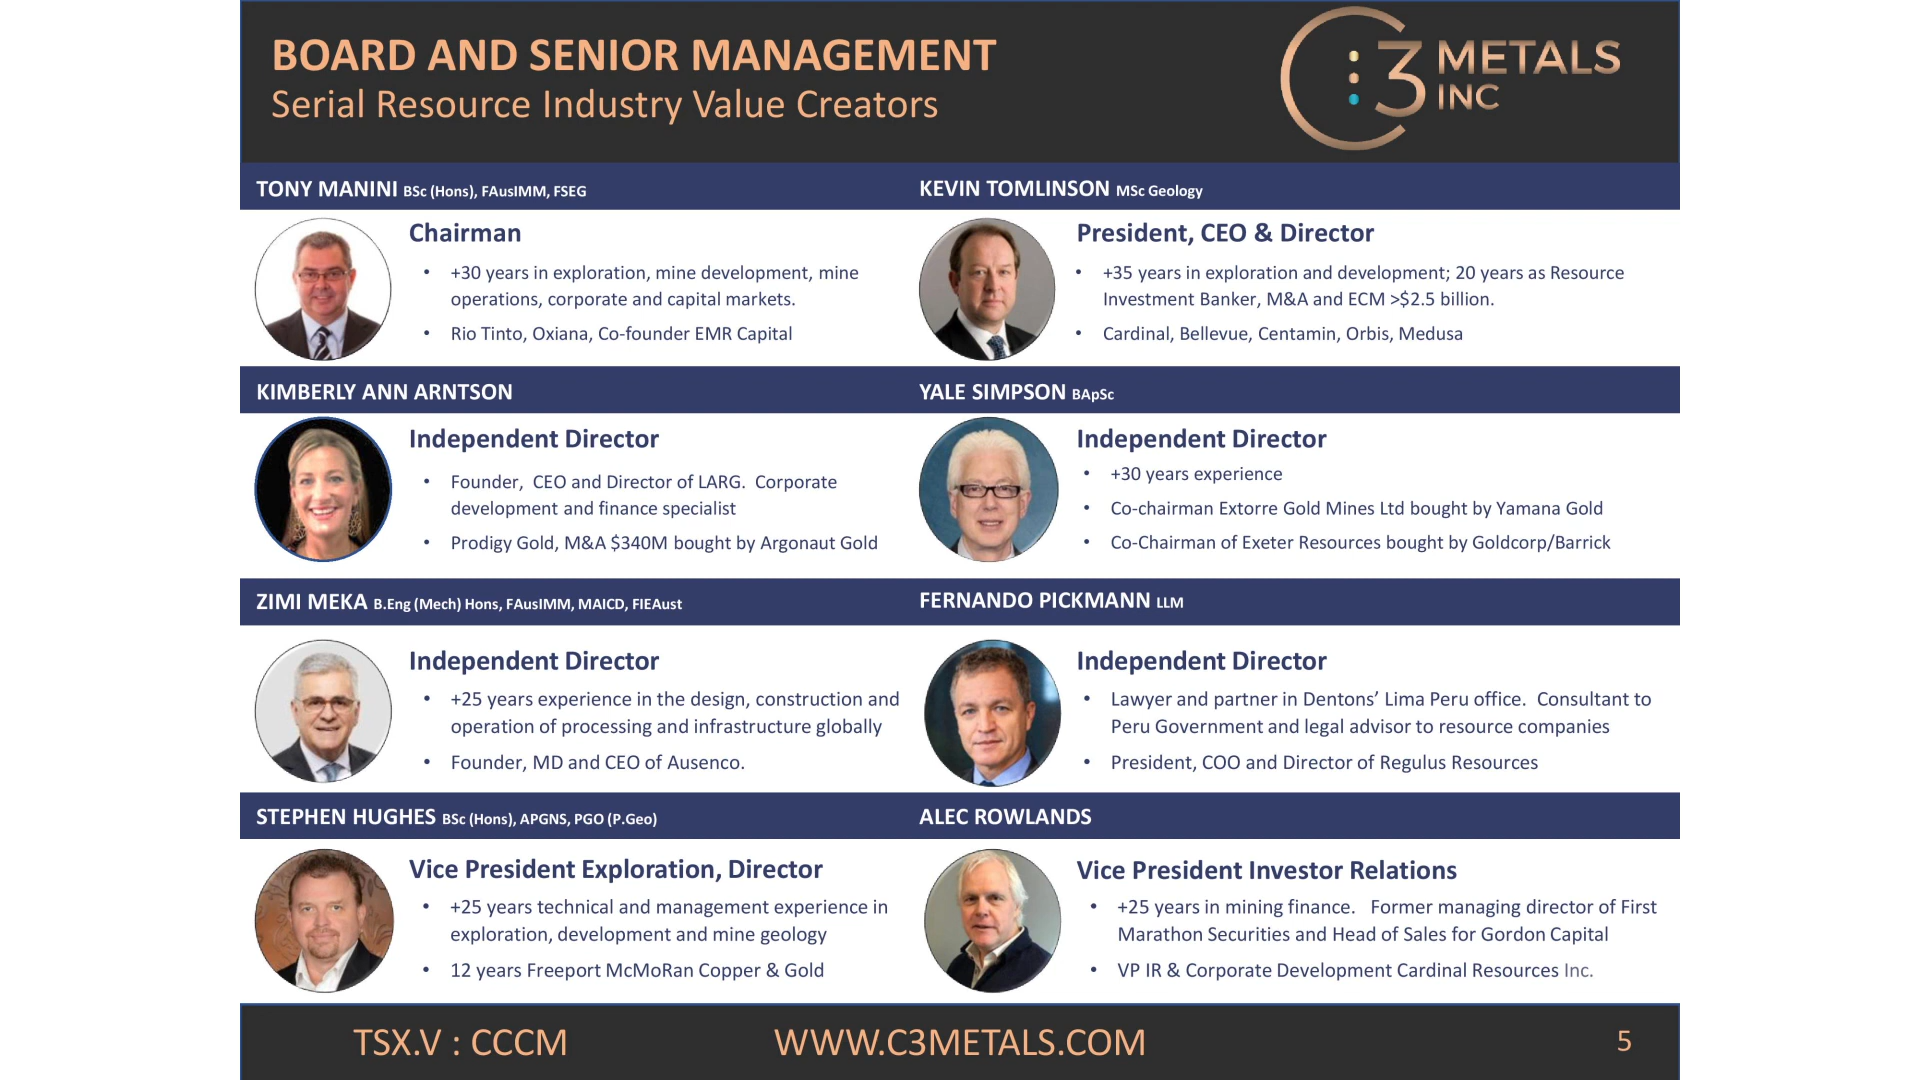 BOARD AND SENIOR MANAGEMENT
Serial Resource Industry Value Creators
C3 METALS
INC
TONY MANINI BSc (Hons), FAusIMM, FSEG
Chairman
• +30 years in exploration, mine development, mine
operations, corporate and capital markets.
• Rio Tinto, Oxiana, Co-founder EMR Capital
KEVIN TOMLINSON MSc Geology
President, CEO & Director
• +35 years in exploration and development; 20 years as Resource
Investment Banker, M&A and ECM >$2.5 billion.
• Cardinal, Bellevue, Centamin, Orbis, Medusa
KIMBERLY ANN ARNTSON
Independent Director
• Founder, CEO and Director of LARG. Corporate
development and finance specialist
• Prodigy Gold, M&A $340M bought by Argonaut Gold
YALE SIMPSON BApSc
Independent Director
• +30 years experience
• Co-chairman Extorre Gold Mines Ltd bought by Yamana Gold
• Co-Chairman of Exeter Resources bought by Goldcorp/Barrick
ZIMI MEKA B.Eng (Mech) Hons, FAusIMM, MAICD, FIEAust
Independent Director
• +25 years experience in the design, construction and
operation of processing and infrastructure globally
• Founder, MD and CEO of Ausenco.
FERNANDO PICKMANN LLM
Independent Director
• Lawyer and partner in Dentons’ Lima Peru office. Consultant to
Peru Government and legal advisor to resource companies
• President, COO and Director of Regulus Resources
STEPHEN HUGHES BSc (Hons), APGNS, PGO (P.Geo)
Vice President Exploration, Director
• +25 years technical and management experience in
exploration, development and mine geology
• 12 years Freeport McMoRan Copper & Gold
ALEC ROWLANDS
Vice President Investor Relations
• +25 years in mining finance. Former managing director of First
Marathon Securities and Head of Sales for Gordon Capital
• VP IR & Corporate Development Cardinal Resources Inc.
TSX.V : CCCM
WWW.C3METALS.COM
5